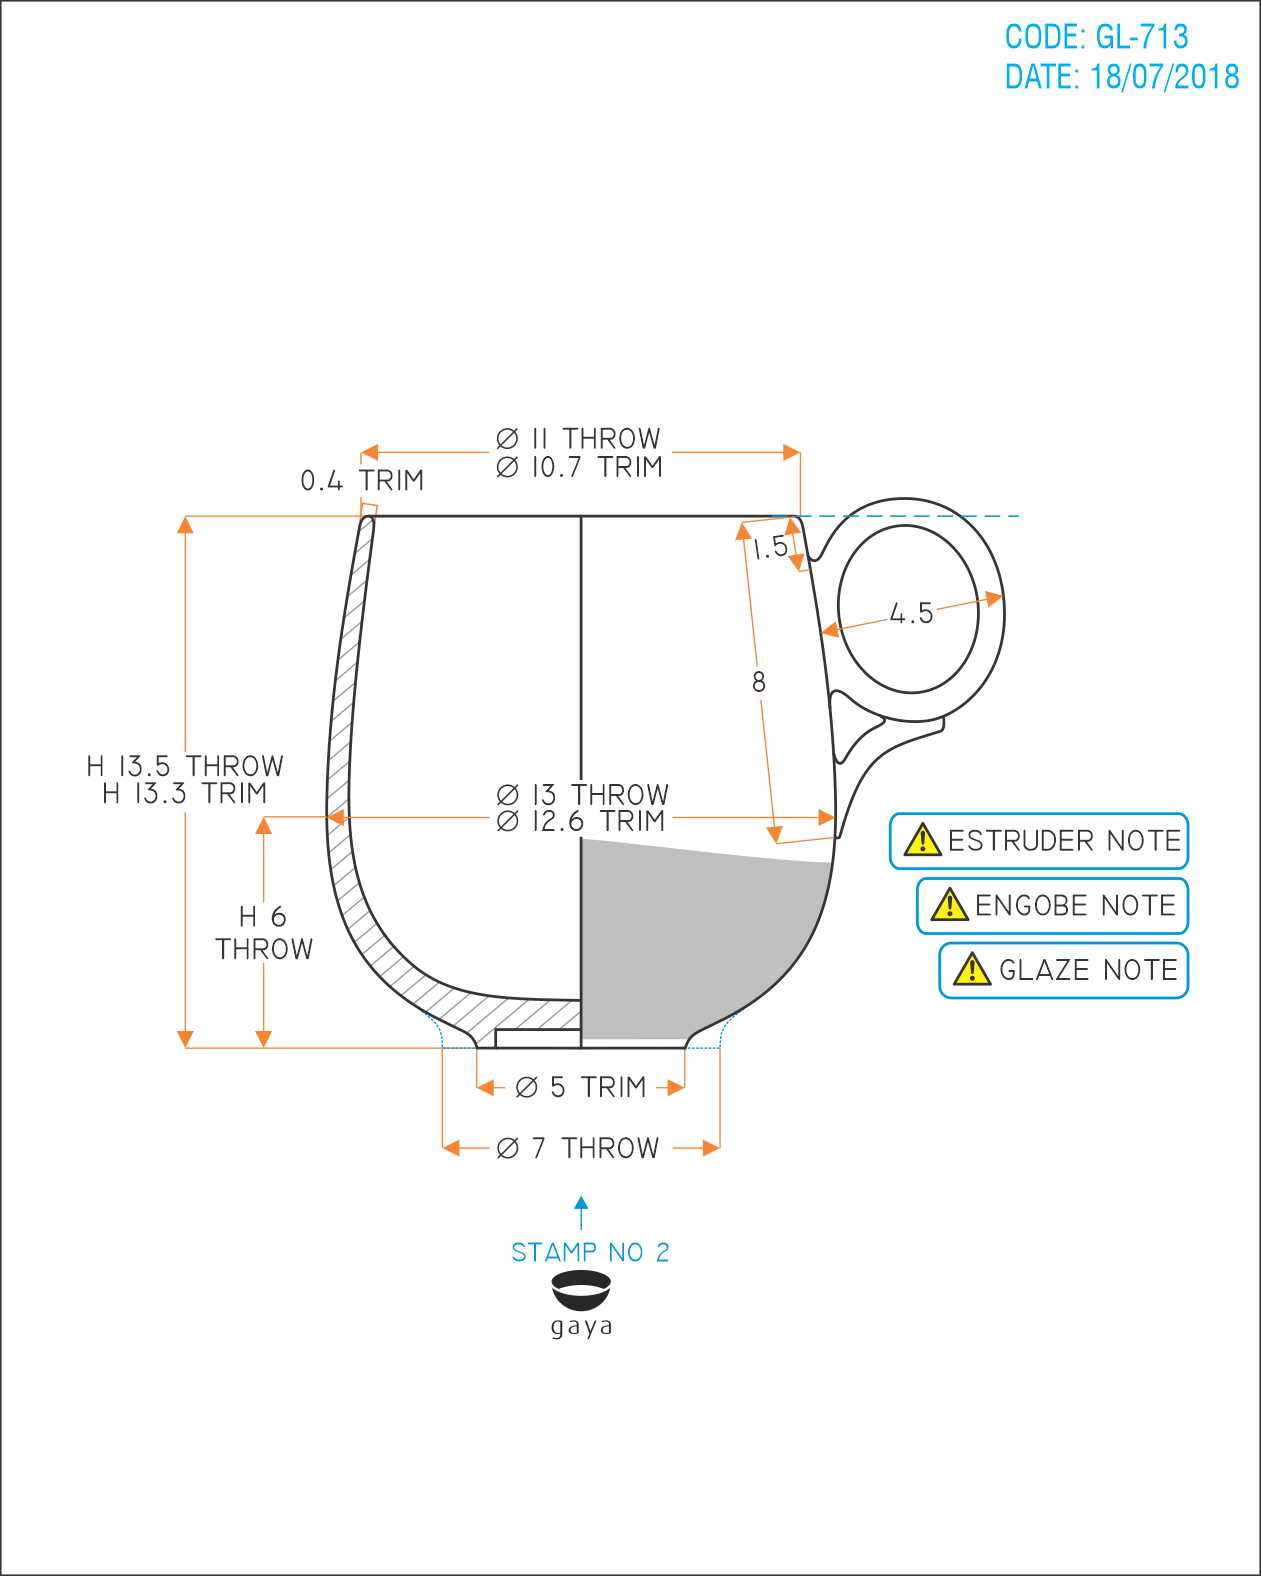 CODE: GL-713
DATE: 18/07/2018
Ø 11 THROW
Ø 10.7 TRIM
0.4 TRIM
1.5
4.5
8
H 13.5 THROW
H 13.3 TRIM
Ø 13 THROW
Ø 12.6 TRIM
ESTRUDER NOTE
ENGOBE NOTE
H 6
THROW
GLAZE NOTE
Ø 5 TRIM
Ø 7 THROW
STAMP NO 2
gaya